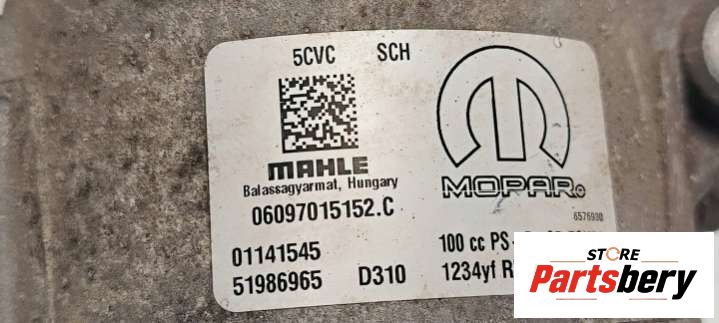 5CVC SCH
MAHLE
Balassagyarmat, Hungary
MOPAR®
06097015152.C
6576930
01141545 100 cc PS
51986965 D310 1234yf
STORE
Partsbery